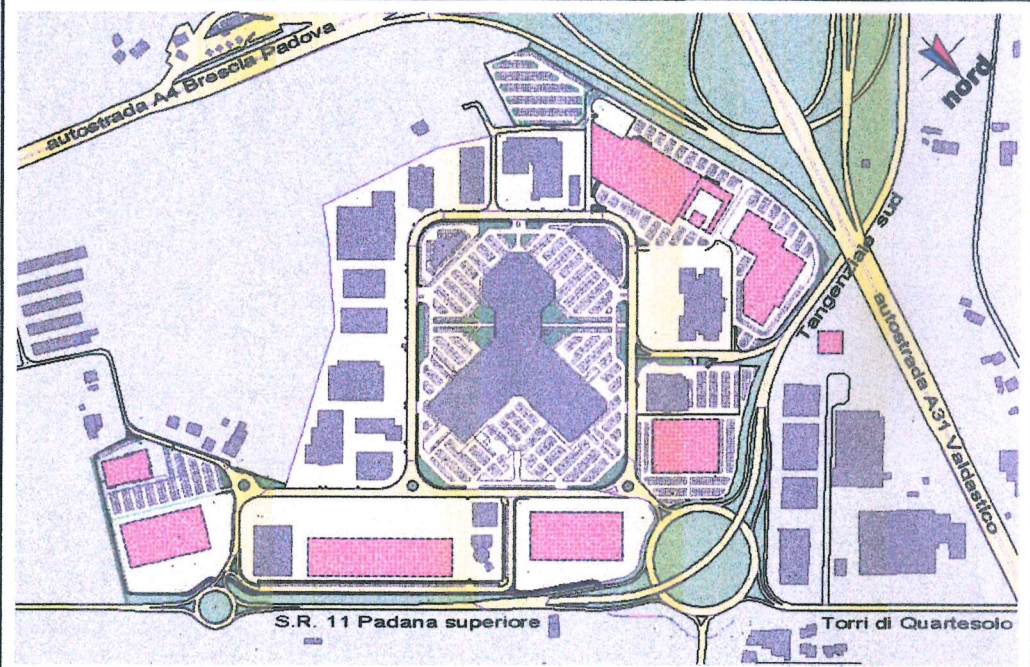 autostrada A4 Brescia Padova
nord
Tangenziale sud
autostrada A31 Valdastico
S.R. 11 Padana superiore
Torri di Quartesolo